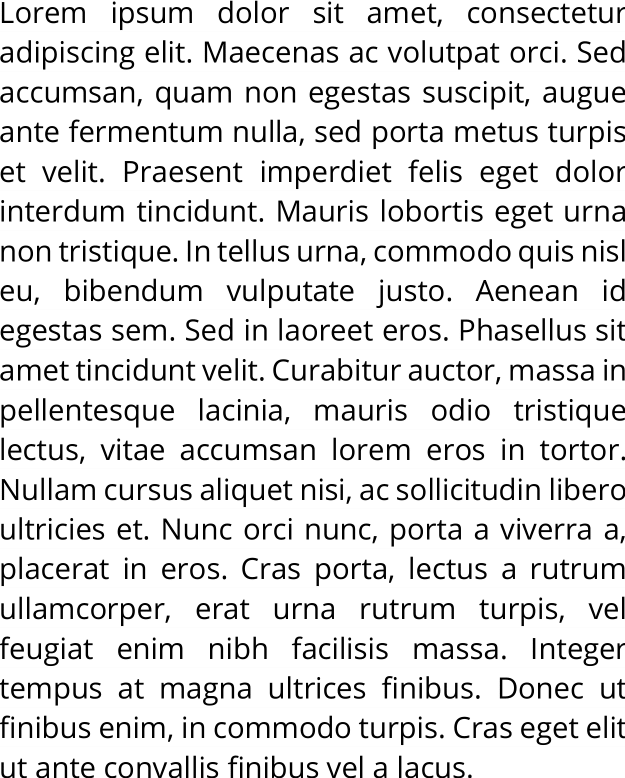 Lorem ipsum dolor sit amet, consectetur
adipiscing elit. Maecenas ac volutpat orci. Sed
accumsan, quam non egestas suscipit, augue
ante fermentum nulla, sed porta metus turpis
et velit. Praesent imperdiet felis eget dolor
interdum tincidunt. Mauris lobortis eget urna
non tristique. In tellus urna, commodo quis nisl
eu, bibendum vulputate justo. Aenean id
egestas sem. Sed in laoreet eros. Phasellus sit
amet tincidunt velit. Curabitur auctor, massa in
pellentesque lacinia, mauris odio tristique
lectus, vitae accumsan lorem eros in tortor.
Nullam cursus aliquet nisi, ac sollicitudin libero
ultricies et. Nunc orci nunc, porta a viverra a,
placerat in eros. Cras porta, lectus a rutrum
ullamcorper, erat urna rutrum turpis, vel
feugiat enim nibh facilisis massa. Integer
tempus at magna ultrices finibus. Donec ut
finibus enim, in commodo turpis. Cras eget elit
ut ante convallis finibus vel a lacus.